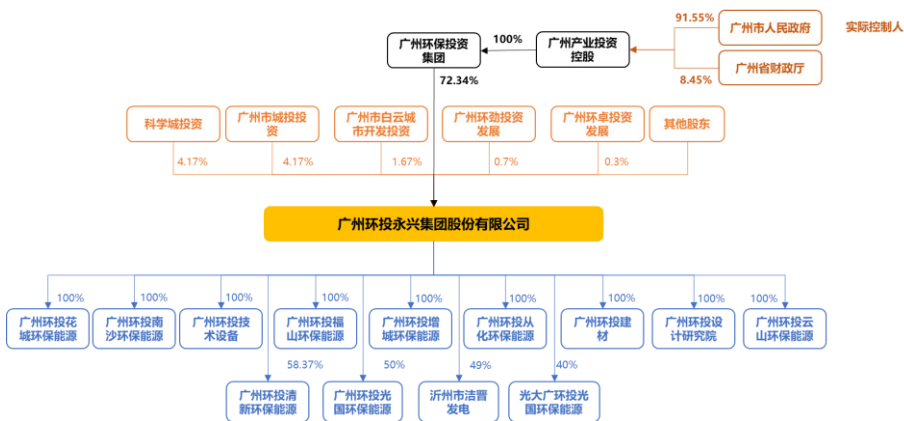 91.55%
广州市人民政府
实际控制人
广州环保投资
集团
100%
广州产业投资
控股
8.45%
广州省财政厅
72.34%
科学城投资
广州市城投投
资
广州市白云城
市开发投资
广州环劲投资
发展
广州环卓投资
发展
其他股东
4.17%
4.17%
1.67%
0.7%
0.3%
广州环投永兴集团股份有限公司
100%
100%
100%
100%
100%
100%
100%
100%
100%
广州环投花
城环保能源
广州环投南
沙环保能源
广州环投技
术设备
广州环投福
山环保能源
广州环投增
城环保能源
广州环投从
化环保能源
广州环投建
材
广州环投设
计研究院
广州环投云
山环保能源
58.37%
50%
49%
40%
广州环投清
新环保能源
广州环投光
国环保能源
沂州市洁晋
发电
光大广环投光
国环保能源